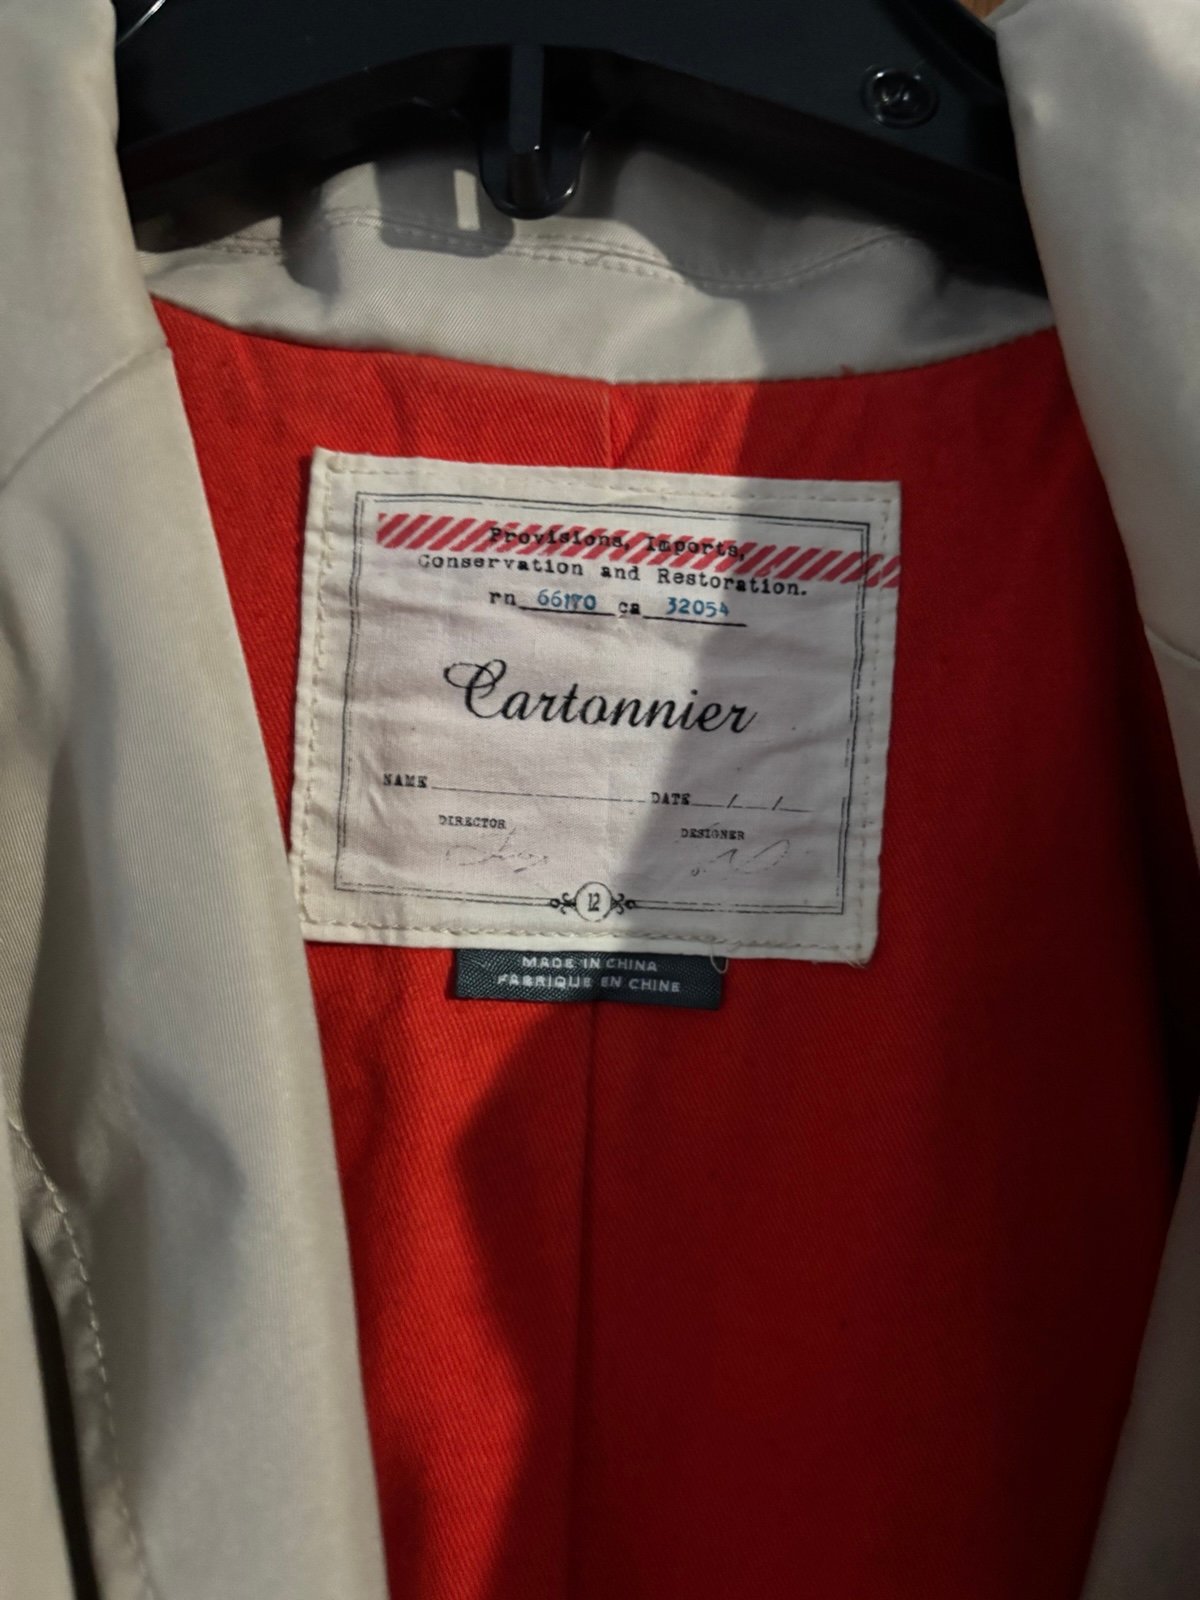 Provisions, Imports,
Conservation and Restoration.
rn 66170 ca 32054
Cartonnier
NAME DATE / /
DIRECTOR DESIGNER
12
MADE IN CHINA
FABRIQUE EN CHINE